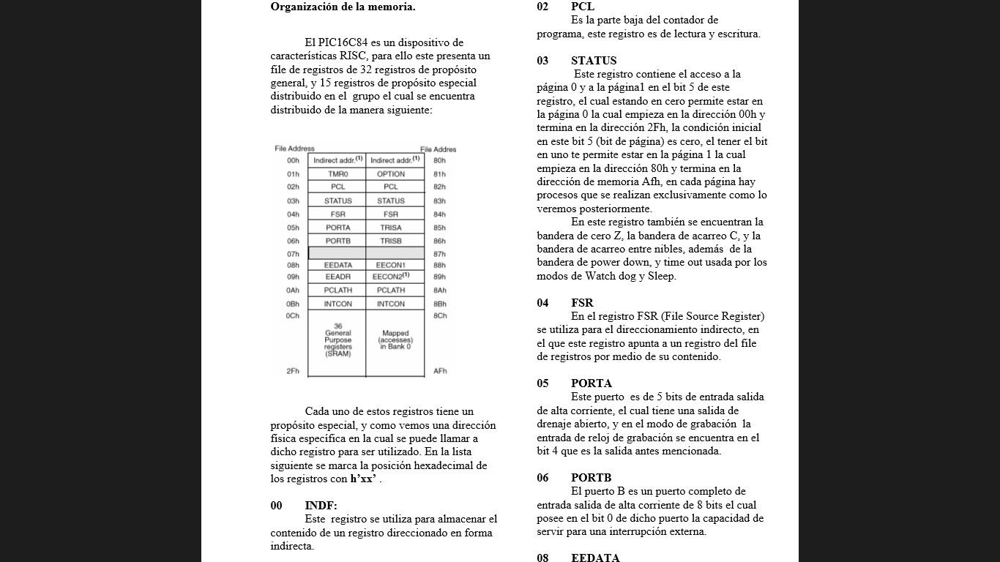 Organización de la memoria.
El PIC16C84 es un dispositivo de
características RISC, para ello este presenta un
file de registros de 32 registros de propósito
general, y 15 registros de propósito especial
distribuido en el  grupo el cual se encuentra
distribuido de la manera siguiente:
File Address File Addres
00h Indirect addr.(1) Indirect addr.(1) 80h
01h TMR0 OPTION 81h
02h PCL PCL 82h
03h STATUS STATUS 83h
04h FSR FSR 84h
05h PORTA TRISA 85h
06h PORTB TRISB 86h
07h 87h
08h EEDATA EECON1 88h
09h EEADR EECON2(1) 89h
0Ah PCLATH PCLATH 8Ah
0Bh INTCON INTCON 8Bh
0Ch 8Ch
36
General
Purpose
registers
(SRAM)
Mapped
(accesses)
in Bank 0
2Fh AFh
Cada uno de estos registros tiene un
propósito especial, y como vemos una dirección
física específica en la cual se puede llamar a
dicho registro para ser utilizado. En la lista
siguiente se marca la posición hexadecimal de
los registros con h’xx’ .
00 INDF:
Este  registro se utiliza para almacenar el
contenido de un registro direccionado en forma
indirecta.
02 PCL
Es la parte baja del contador de
programa, este registro es de lectura y escritura.
03 STATUS
Este registro contiene el acceso a la
página 0 y a la página1 en el bit 5 de este
registro, el cual estando en cero permite estar en
la página 0 la cual empieza en la dirección 00h y
termina en la dirección 2Fh, la condición inicial
en este bit 5 (bit de página) es cero, el tener el bit
en uno te permite estar en la página 1 la cual
empieza en la dirección 80h y termina en la
dirección de memoria Afh, en cada página hay
procesos que se realizan exclusivamente como lo
veremos posteriormente.
En este registro también se encuentran la
bandera de cero Z, la bandera de acarreo C, y la
bandera de acarreo entre nibles, además  de la
bandera de power down, y time out usada por los
modos de Watch dog y Sleep.
04 FSR
En el registro FSR (File Source Register)
se utiliza para el direccionamiento indirecto, en
el que este registro apunta a un registro del file
de registros por medio de su contenido.
05 PORTA
Este puerto  es de 5 bits de entrada salida
de alta corriente, el cual tiene una salida de
drenaje abierto, y en el modo de grabación  la
entrada de reloj de grabación se encuentra en el
bit 4 que es la salida antes mencionada.
06 PORTB
El puerto B es un puerto completo de
entrada salida de alta corriente de 8 bits el cual
posee en el bit 0 de dicho puerto la capacidad de
servir para una interrupción externa.
08 EEDATA